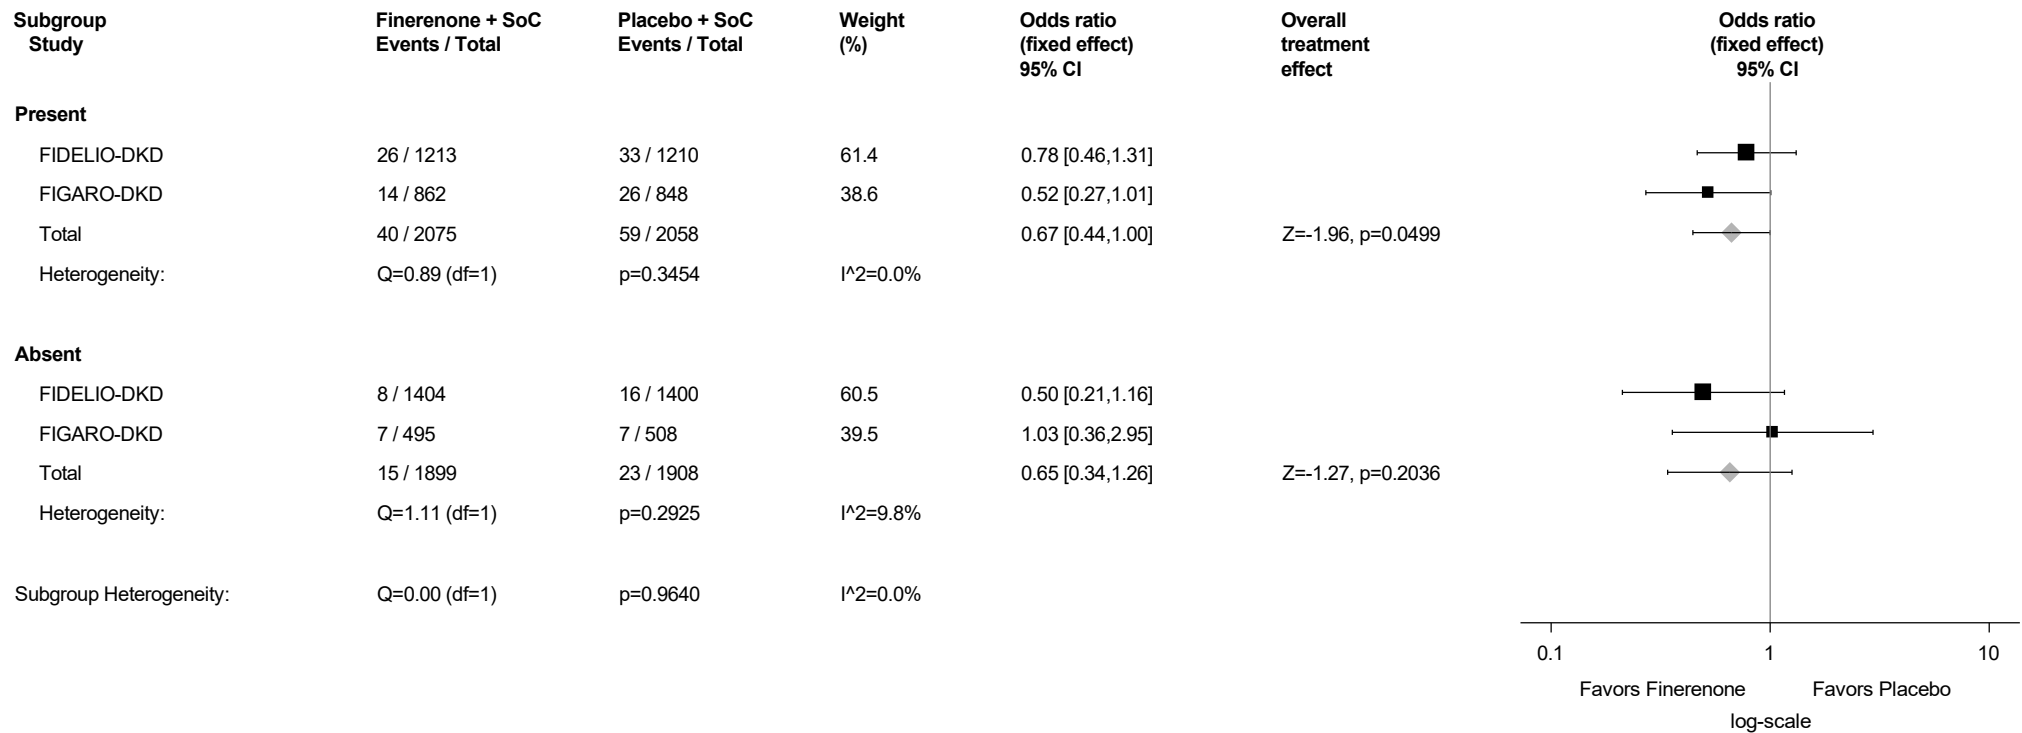 Subgroup Finerenone + SoC Placebo + SoC Weight Odds ratio Overall Odds ratio
Study Events / Total Events / Total (%) (fixed effect) treatment (fixed effect)
95% CI effect 95% CI
Present
FIDELIO-DKD 26 / 1213 33 / 1210 61.4 0.78 [0.46,1.31]
FIGARO-DKD 14 / 862 26 / 848 38.6 0.52 [0.27,1.01]
Total 40 / 2075 59 / 2058 0.67 [0.44,1.00] Z=-1.96, p=0.0499
Heterogeneity: Q=0.89 (df=1) p=0.3454 I^2=0.0%
Absent
FIDELIO-DKD 8 / 1404 16 / 1400 60.5 0.50 [0.21,1.16]
FIGARO-DKD 7 / 495 7 / 508 39.5 1.03 [0.36,2.95]
Total 15 / 1899 23 / 1908 0.65 [0.34,1.26] Z=-1.27, p=0.2036
Heterogeneity: Q=1.11 (df=1) p=0.2925 I^2=9.8%
Subgroup Heterogeneity: Q=0.00 (df=1) p=0.9640 I^2=0.0%
0.1 1 10
Favors Finerenone Favors Placebo
log-scale